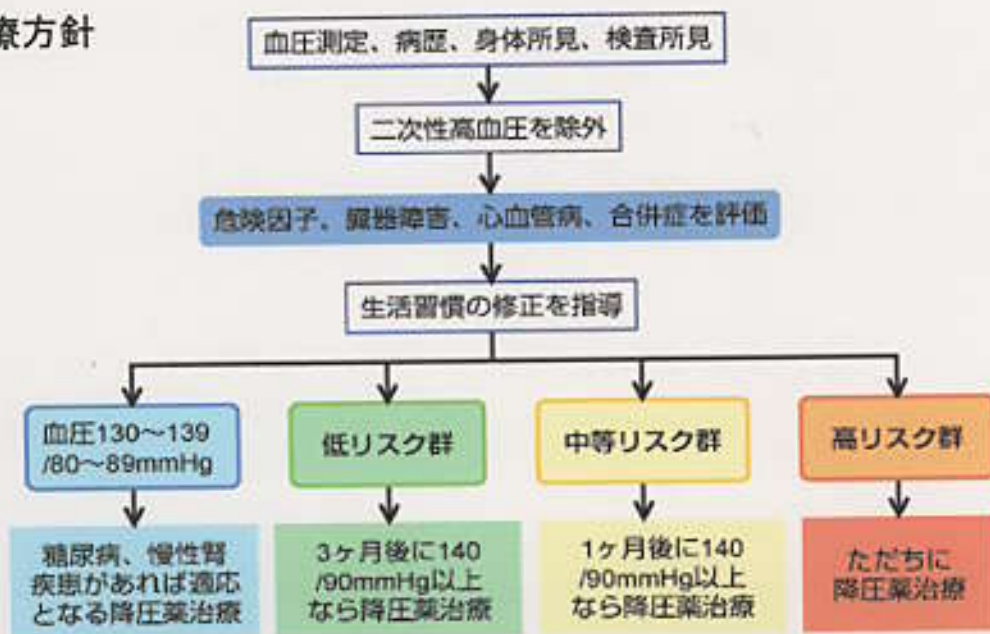 療方針
血圧測定、病歴、身体所見、検査所見
二次性高血圧を除外
危険因子、臓器障害、心血管病、合併症を評価
生活習慣の修正を指導
血圧130〜139
/80〜89mmHg
低リスク群
中等リスク群
高リスク群
糖尿病、慢性腎
疾患があれば適応
となる降圧薬治療
3ヶ月後に140
/90mmHg以上
なら降圧薬治療
1ヶ月後に140
/90mmHg以上
なら降圧薬治療
ただちに
降圧薬治療